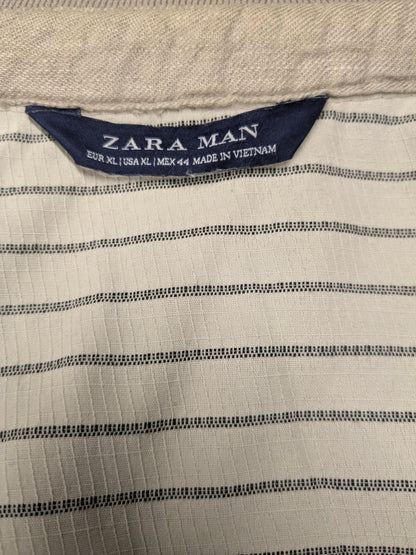 ZARA MAN
EUR XL | USA XL | MEX 44 MADE IN VIETNAM